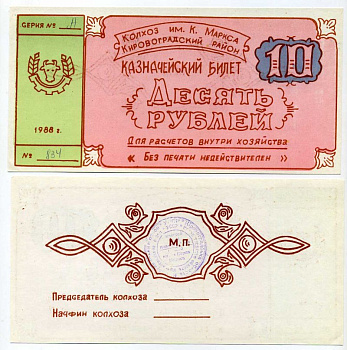 СЕРИЯ № А
1988 г.
№ 834
КОЛХОЗ ИМ. К. МАРКСА
КИРОВОГРАДСКИЙ РАЙОН
КАЗНАЧЕЙСКИЙ БИЛЕТ
10
ДЕСЯТЬ
РУБЛЕЙ
ДЛЯ РАСЧЕТОВ ВНУТРИ ХОЗЯЙСТВА
« БЕЗ ПЕЧАТИ НЕДЕЙСТВИТЕЛЕН »
М.П.
ПРЕДСЕДАТЕЛЬ КОЛХОЗА
НАЧФИН КОЛХОЗА